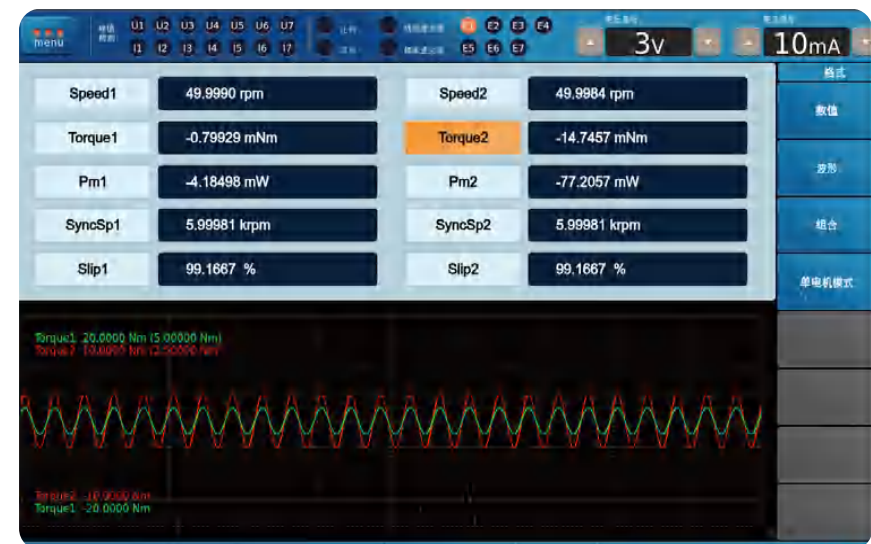 menu
峰值
U1 U2 U3 U4 U5 U6 U7
I1 I2 I3 I4 I5 I6 I7
E1 E2 E3 E4
E5 E6 E7
3V
10mA
格式
Speed1 49.9990 rpm Speed2 49.9984 rpm
数值
Torque1 -0.79929 mNm Torque2 -14.7457 mNm
波形
Pm1 -4.18498 mW Pm2 -77.2057 mW
SyncSp1 5.99981 krpm SyncSp2 5.99981 krpm
组合
Slip1 99.1667 % Slip2 99.1667 %
单电机模式
Torque1 20.0000 Nm (5.00000 Nm)
Torque2 10.0000 Nm (2.50000 Nm)
Torque2 -10.0000 Nm
Torque1 -20.0000 Nm